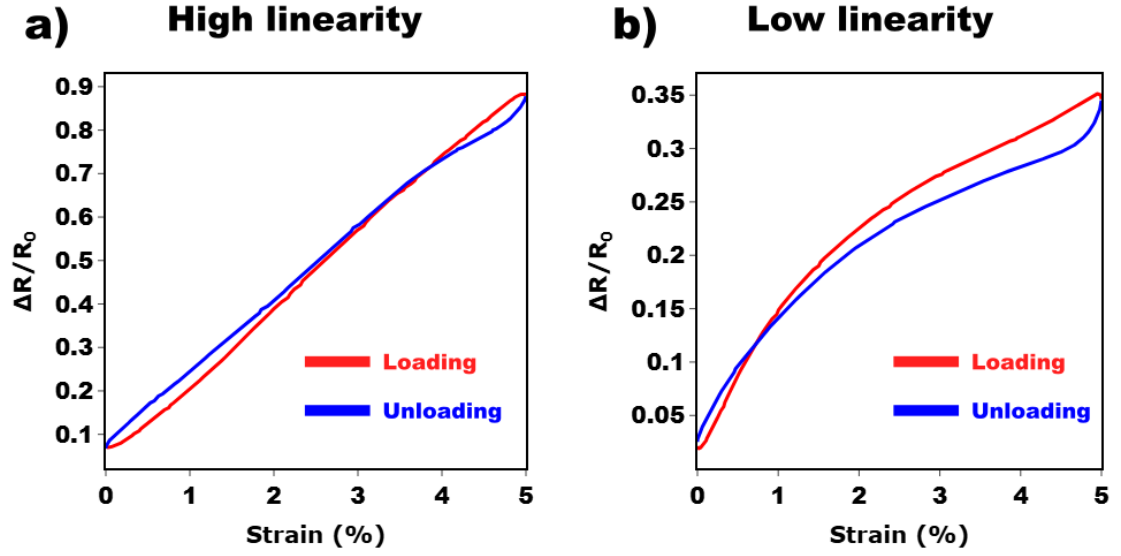 a) High linearity
0.9
0.8
0.7
0.6
0.5
0.4
0.3
0.2
0.1
ΔR/R₀
Loading
Unloading
0 1 2 3 4 5
Strain (%)
b) Low linearity
0.35
0.3
0.25
0.2
0.15
0.1
0.05
ΔR/R₀
Loading
Unloading
0 1 2 3 4 5
Strain (%)